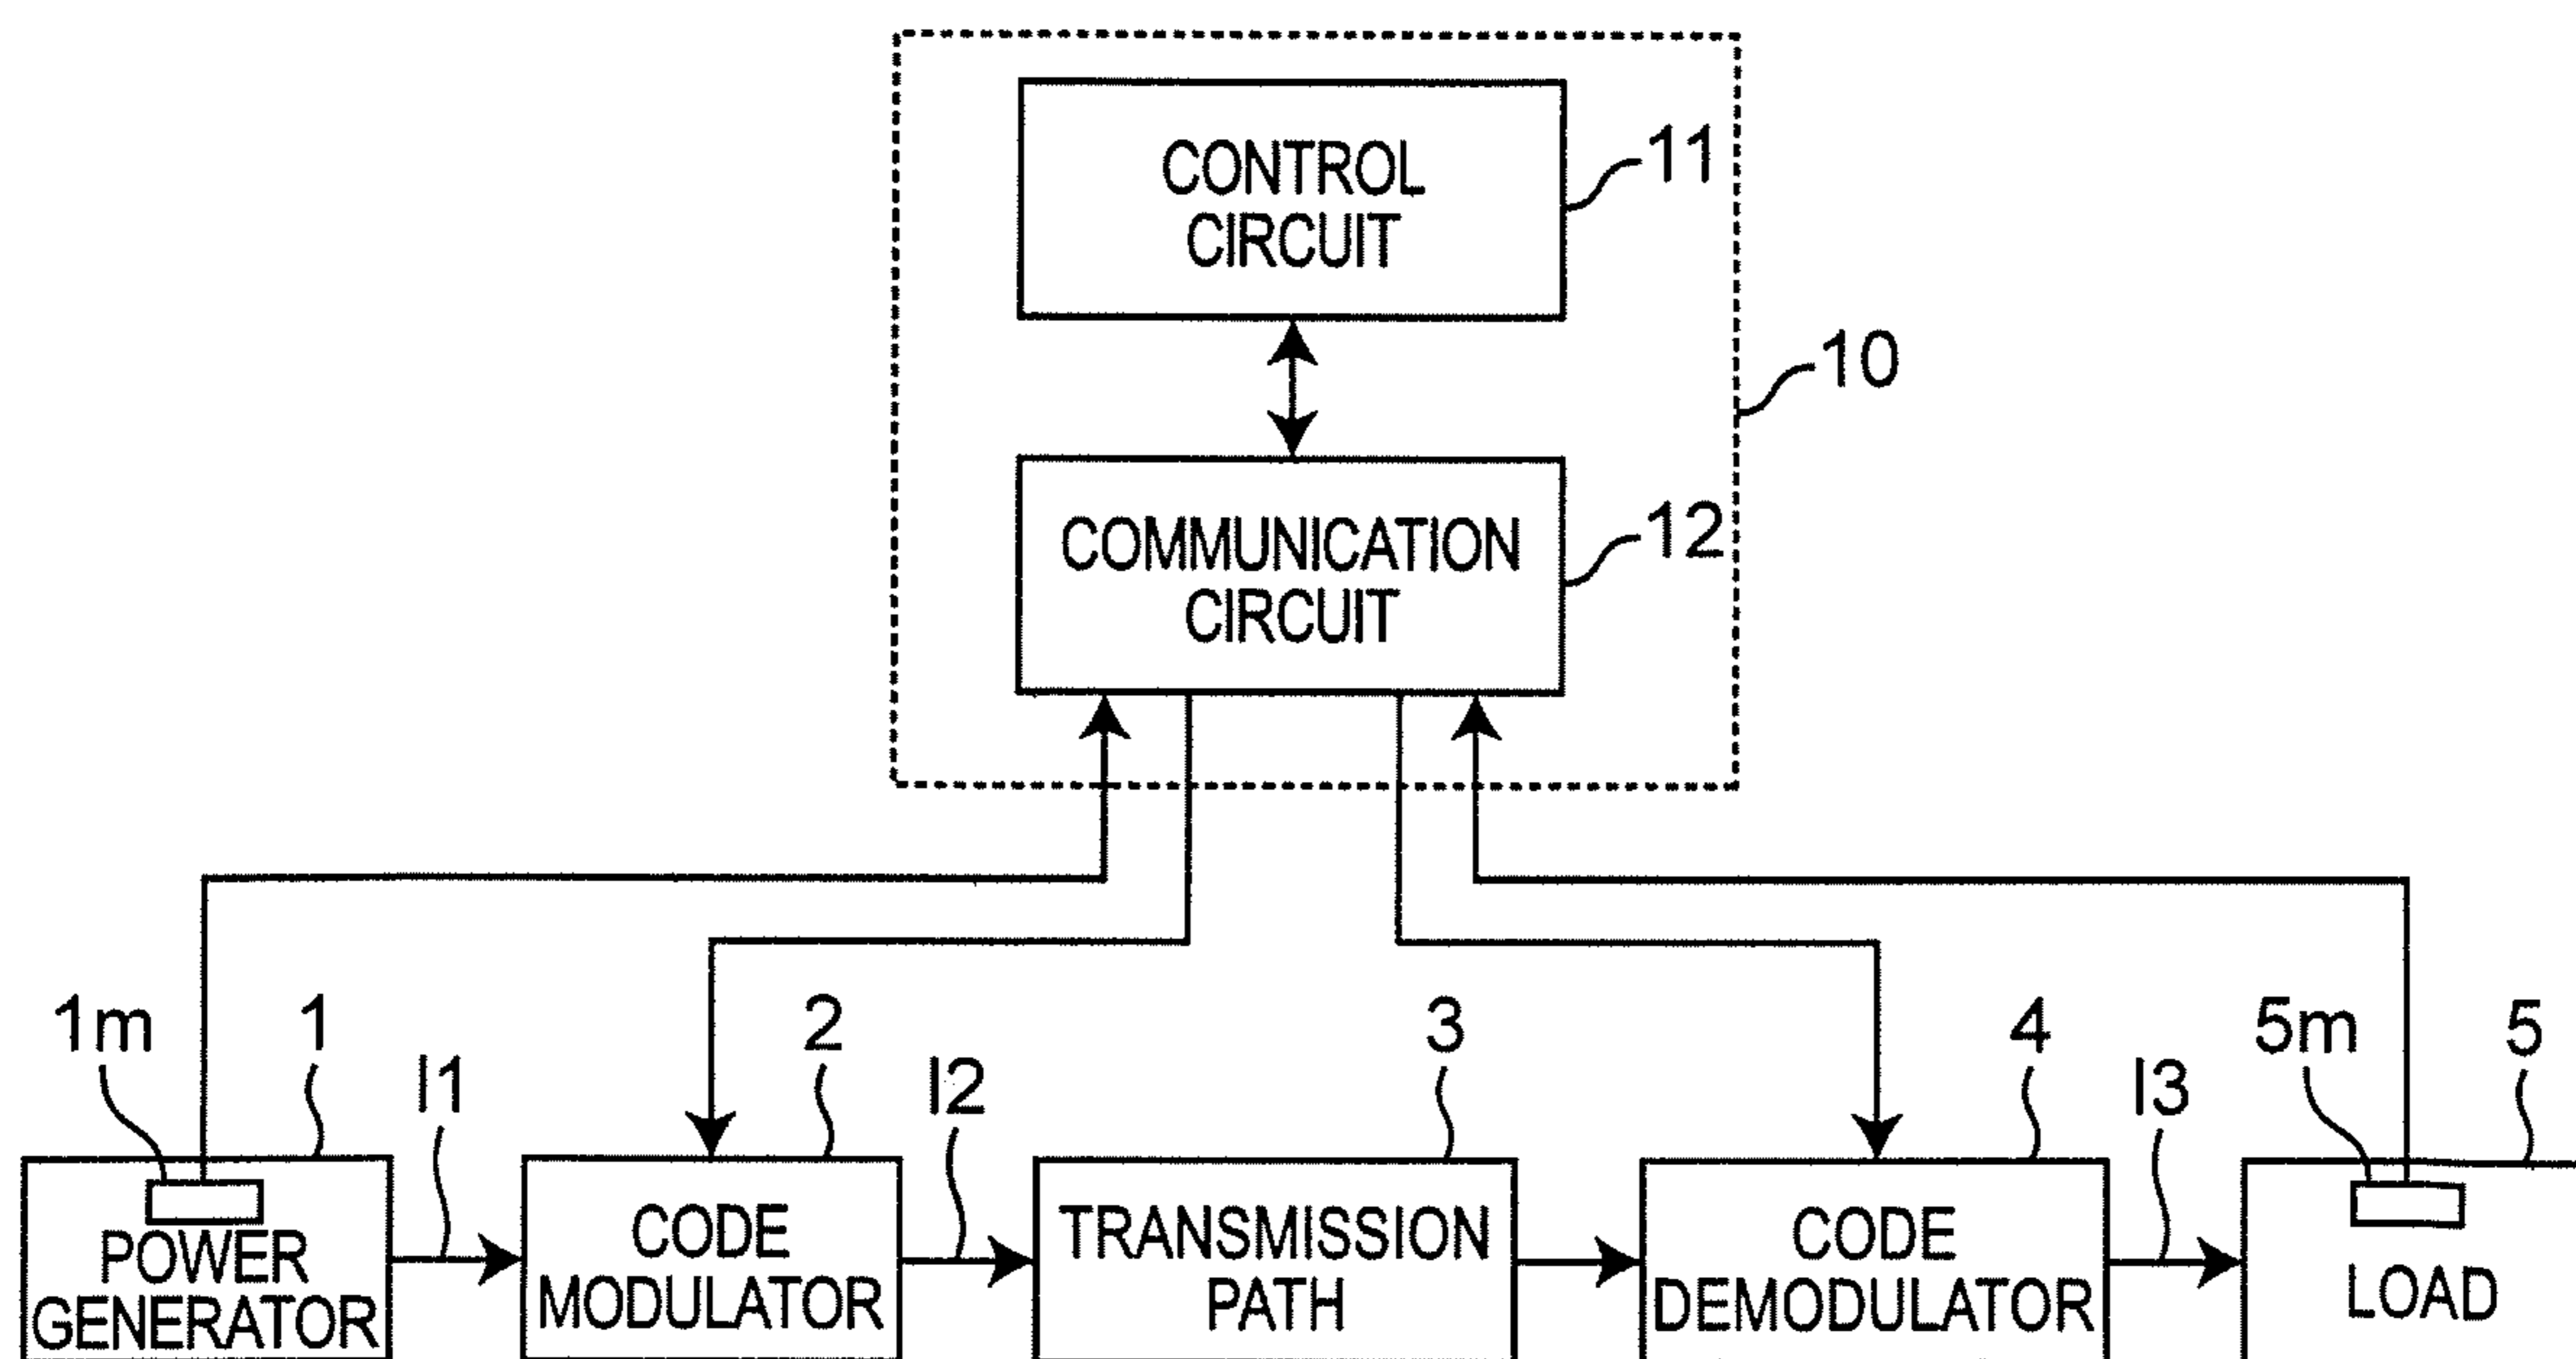 CONTROL
CIRCUIT
11
10
COMMUNICATION
CIRCUIT
12
1m
1
I1
2
I2
3
4
I3
5m
5
POWER
GENERATOR
CODE
MODULATOR
TRANSMISSION
PATH
CODE
DEMODULATOR
LOAD